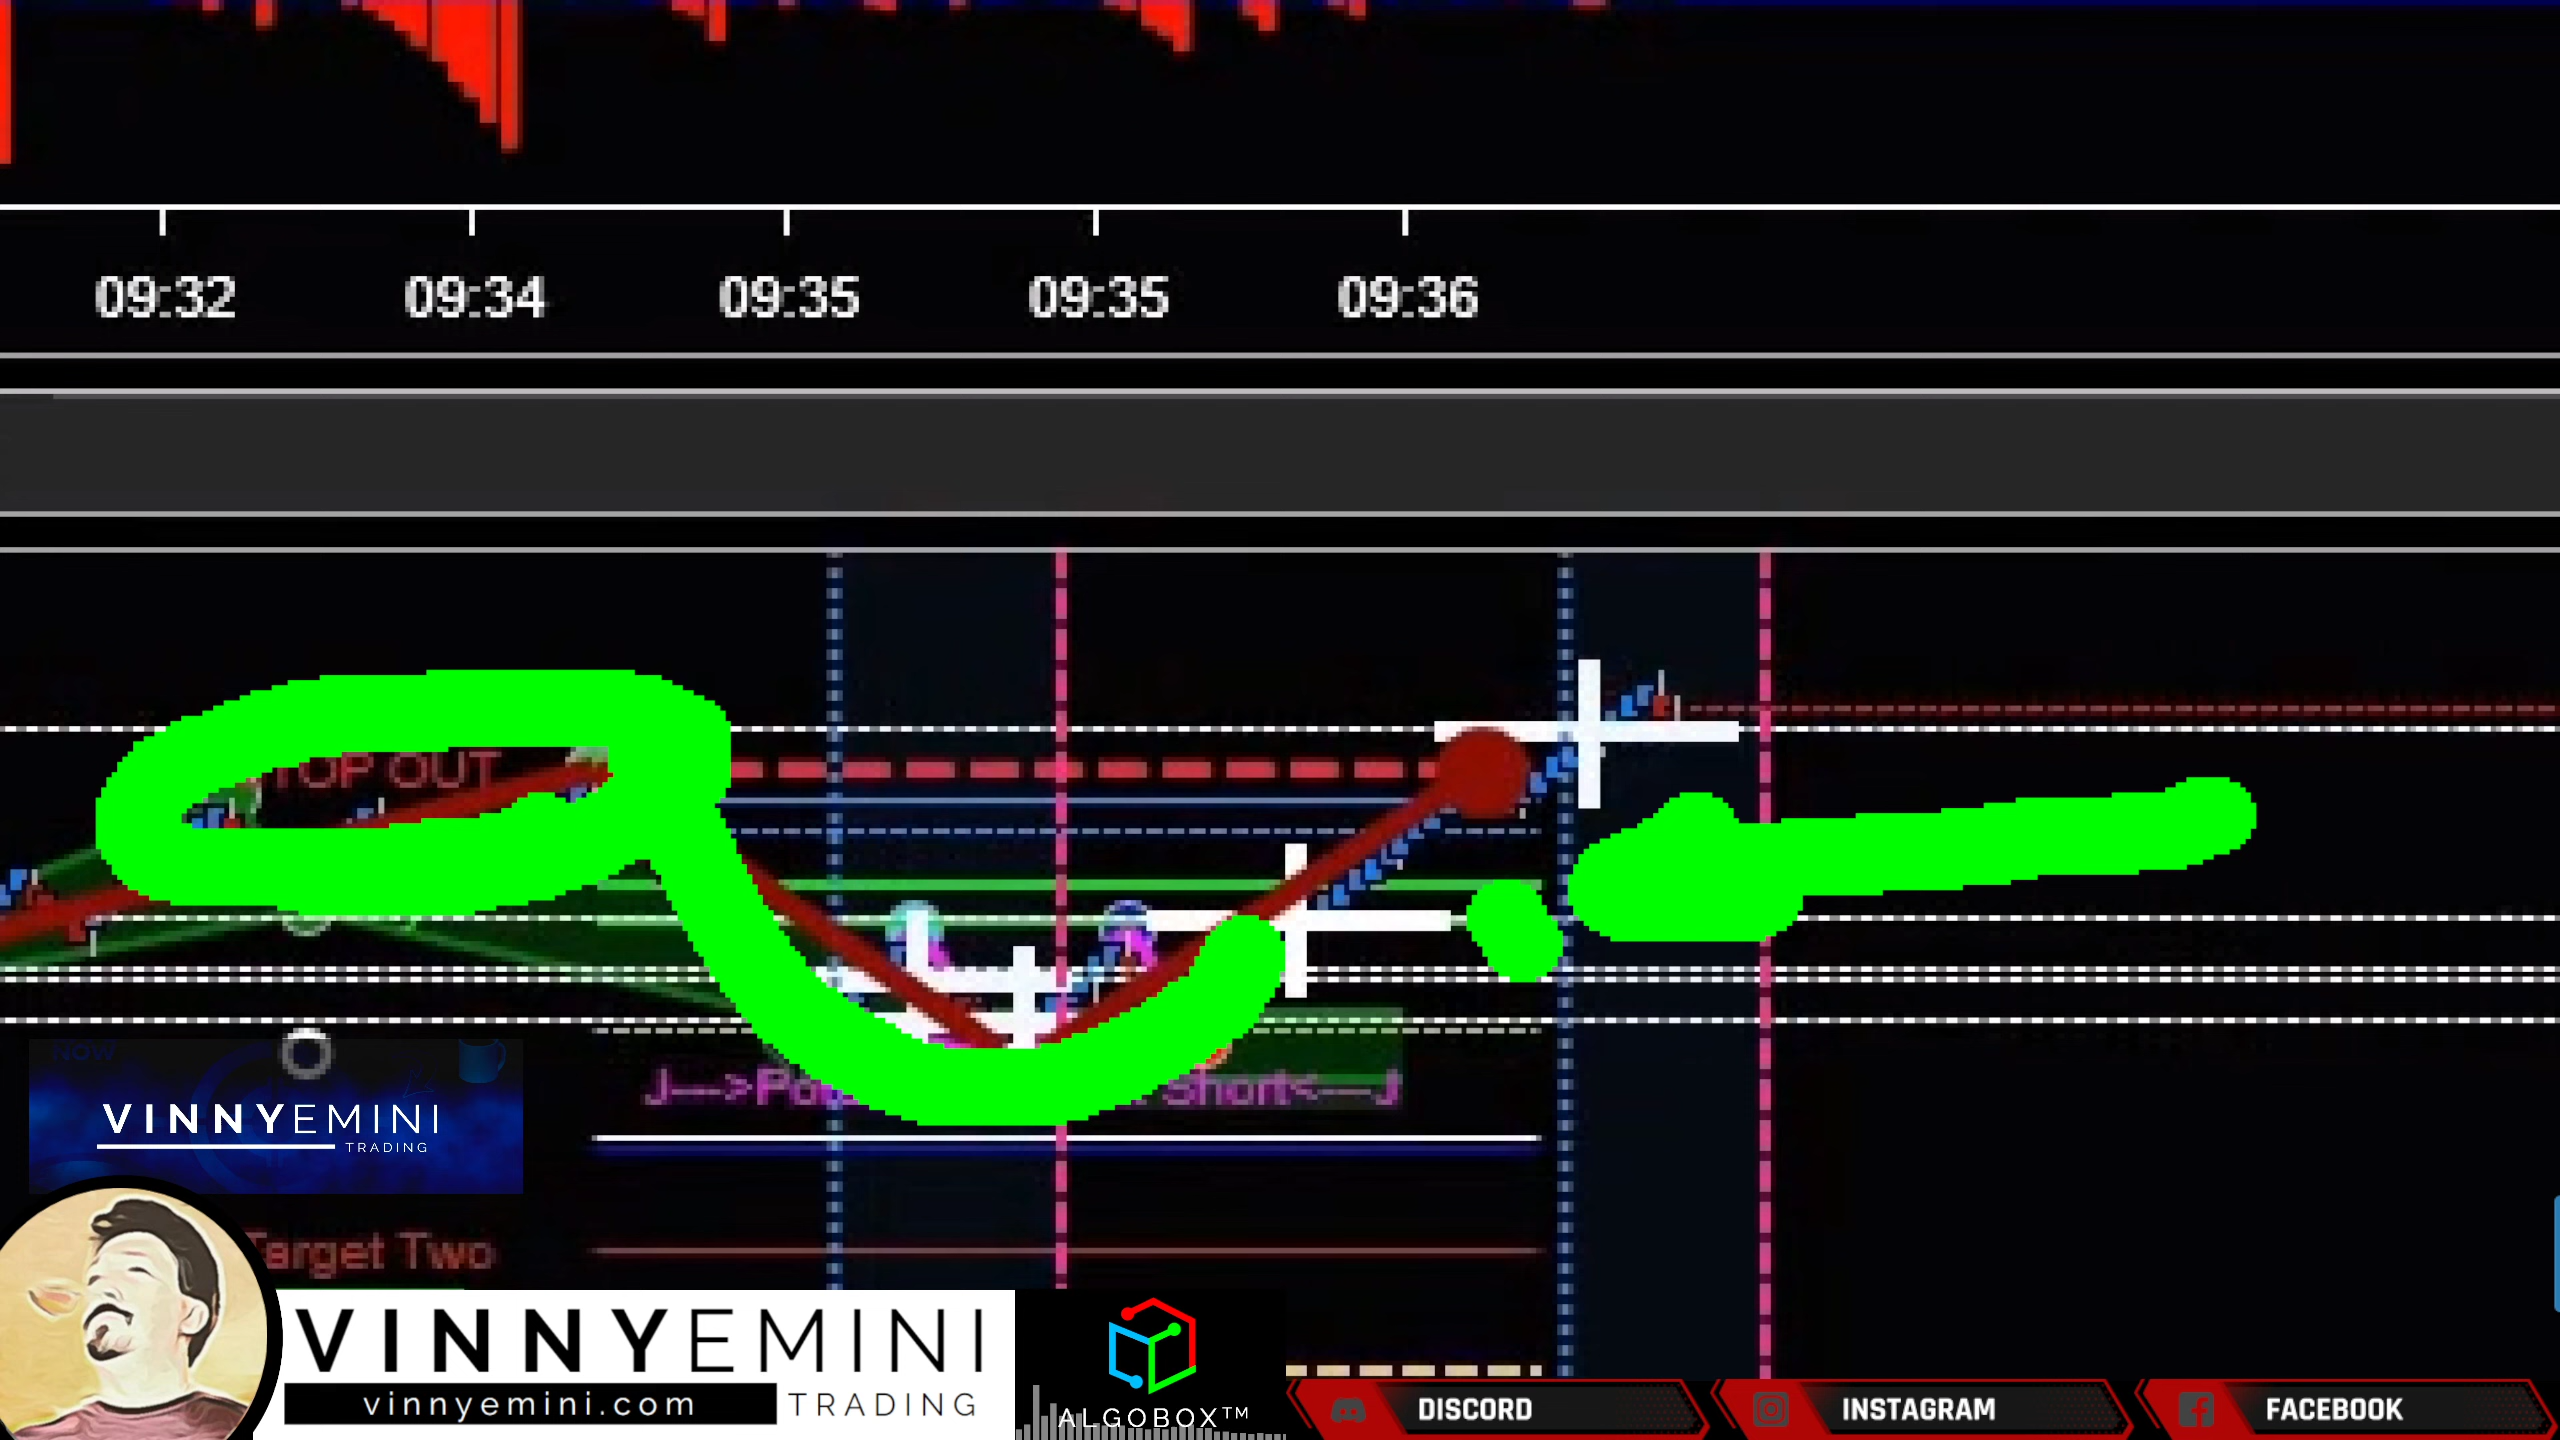 09:32 09:34 09:35 09:35 09:36
TOP OUT
NOW
VINNYEMINI
TRADING
J--->Po Short<---J
Target Two
VINNYEMINI
vinnyemini.com TRADING
ALGOBOX™
DISCORD INSTAGRAM FACEBOOK